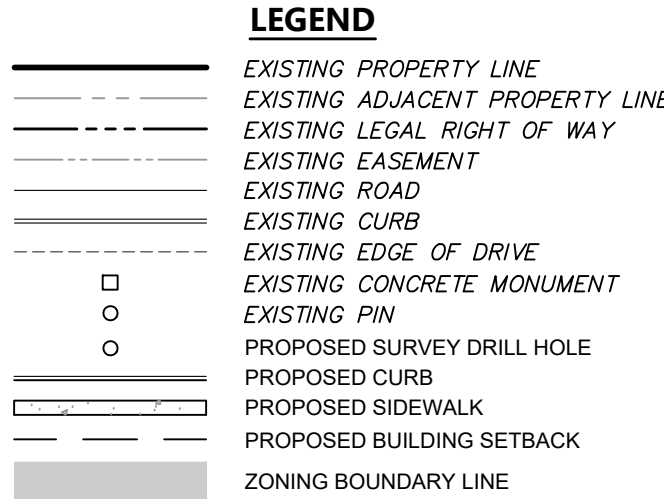 LEGEND
EXISTING PROPERTY LINE
EXISTING ADJACENT PROPERTY LINE
EXISTING LEGAL RIGHT OF WAY
EXISTING EASEMENT
EXISTING ROAD
EXISTING CURB
EXISTING EDGE OF DRIVE
EXISTING CONCRETE MONUMENT
EXISTING PIN
PROPOSED SURVEY DRILL HOLE
PROPOSED CURB
PROPOSED SIDEWALK
PROPOSED BUILDING SETBACK
ZONING BOUNDARY LINE